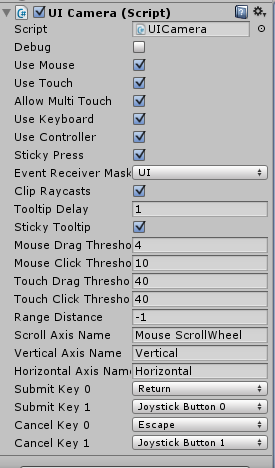 UI Camera (Script)
Script UICamera
Debug
Use Mouse
Use Touch
Allow Multi Touch
Use Keyboard
Use Controller
Sticky Press
Event Receiver Mask UI
Clip Raycasts
Tooltip Delay 1
Sticky Tooltip
Mouse Drag Thresho 4
Mouse Click Thresho 10
Touch Drag Thresho 40
Touch Click Thresho 40
Range Distance -1
Scroll Axis Name Mouse ScrollWheel
Vertical Axis Name Vertical
Horizontal Axis Nam Horizontal
Submit Key 0 Return
Submit Key 1 Joystick Button 0
Cancel Key 0 Escape
Cancel Key 1 Joystick Button 1